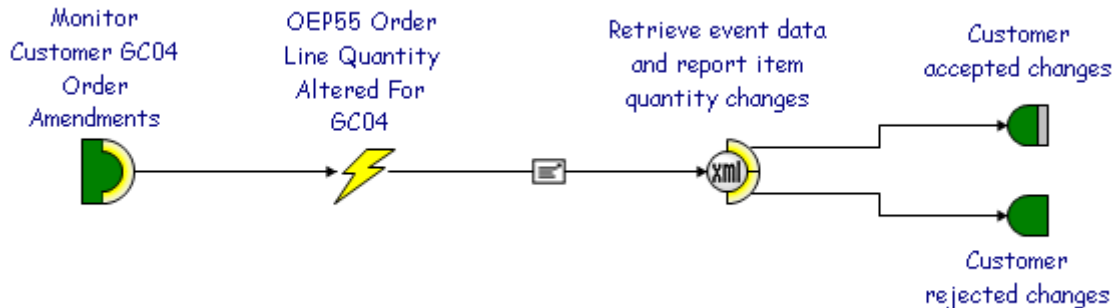 Monitor
Customer GC04
Order
Amendments
OEP55 Order
Line Quantity
Altered For
GC04
Retrieve event data
and report item
quantity changes
xml
Customer
accepted changes
Customer
rejected changes